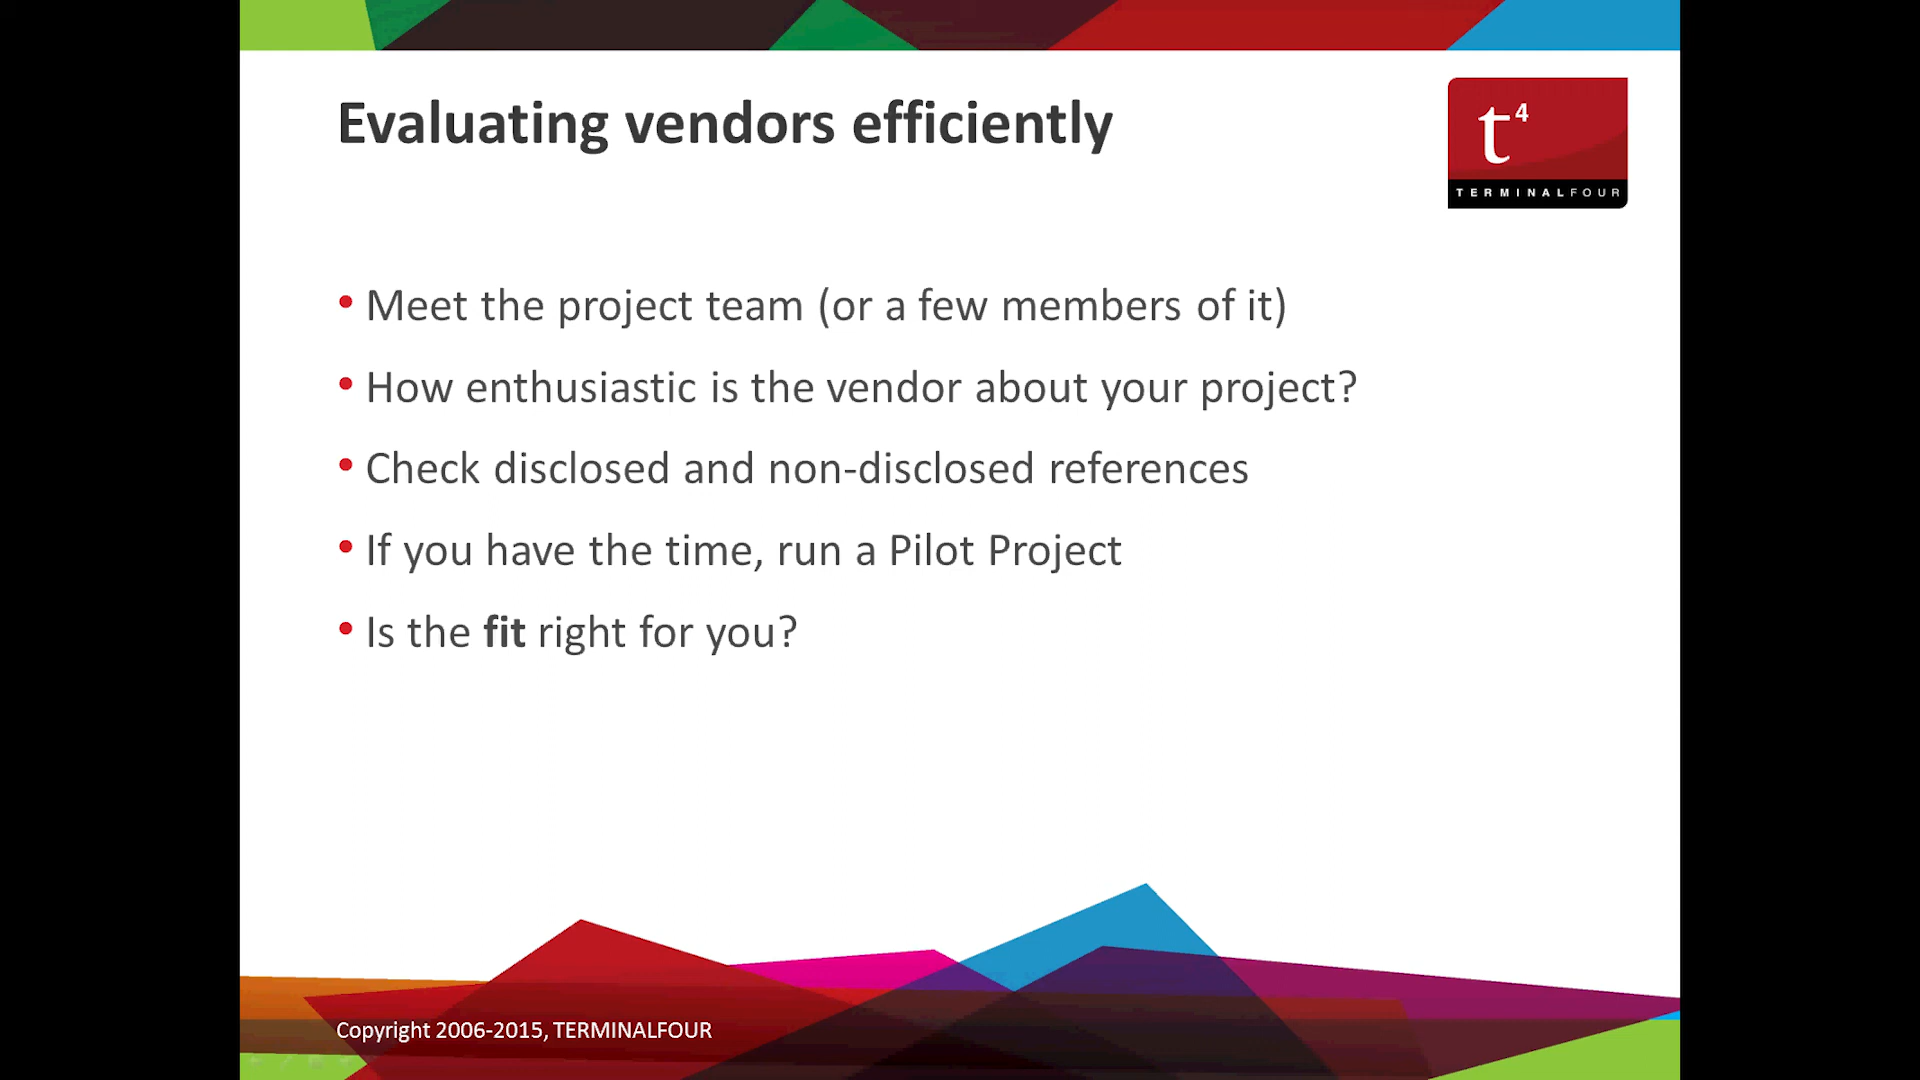 Evaluating vendors efficiently
t4
TERMINALFOUR
• Meet the project team (or a few members of it)
• How enthusiastic is the vendor about your project?
• Check disclosed and non-disclosed references
• If you have the time, run a Pilot Project
• Is the fit right for you?
Copyright 2006-2015, TERMINALFOUR